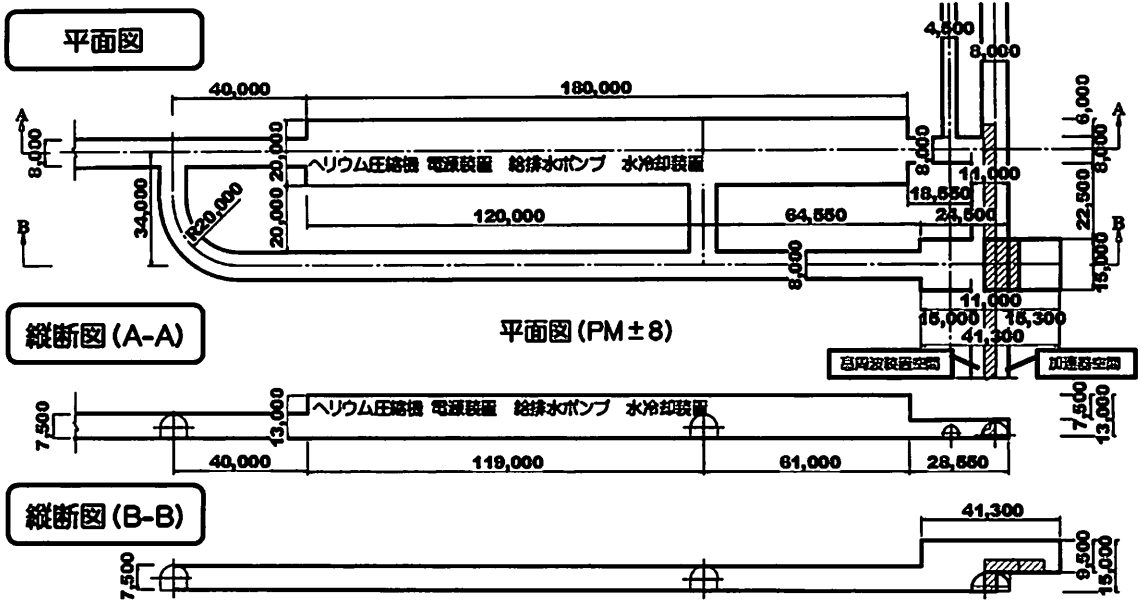 平面図
4,500
8,000
40,000
180,000
6,000
A
A
8,000
20,000
8,000
8,000
ヘリウム圧縮機 電源装置 給排水ポンプ 水冷却装置
11,000
18,550
34,000
R20,000
20,000
120,000
64,550
24,500
22,500
B
B
8,000
15,000
11,000
15,000
15,300
41,300
縦断図(A-A)
平面図(PM±8)
高周波装置空間
加速器空間
7,500
13,000
ヘリウム圧縮機 電源装置 給排水ポンプ 水冷却装置
7,500
13,000
40,000
119,000
61,000
28,550
縦断図(B-B)
41,300
7,500
9,500
15,000